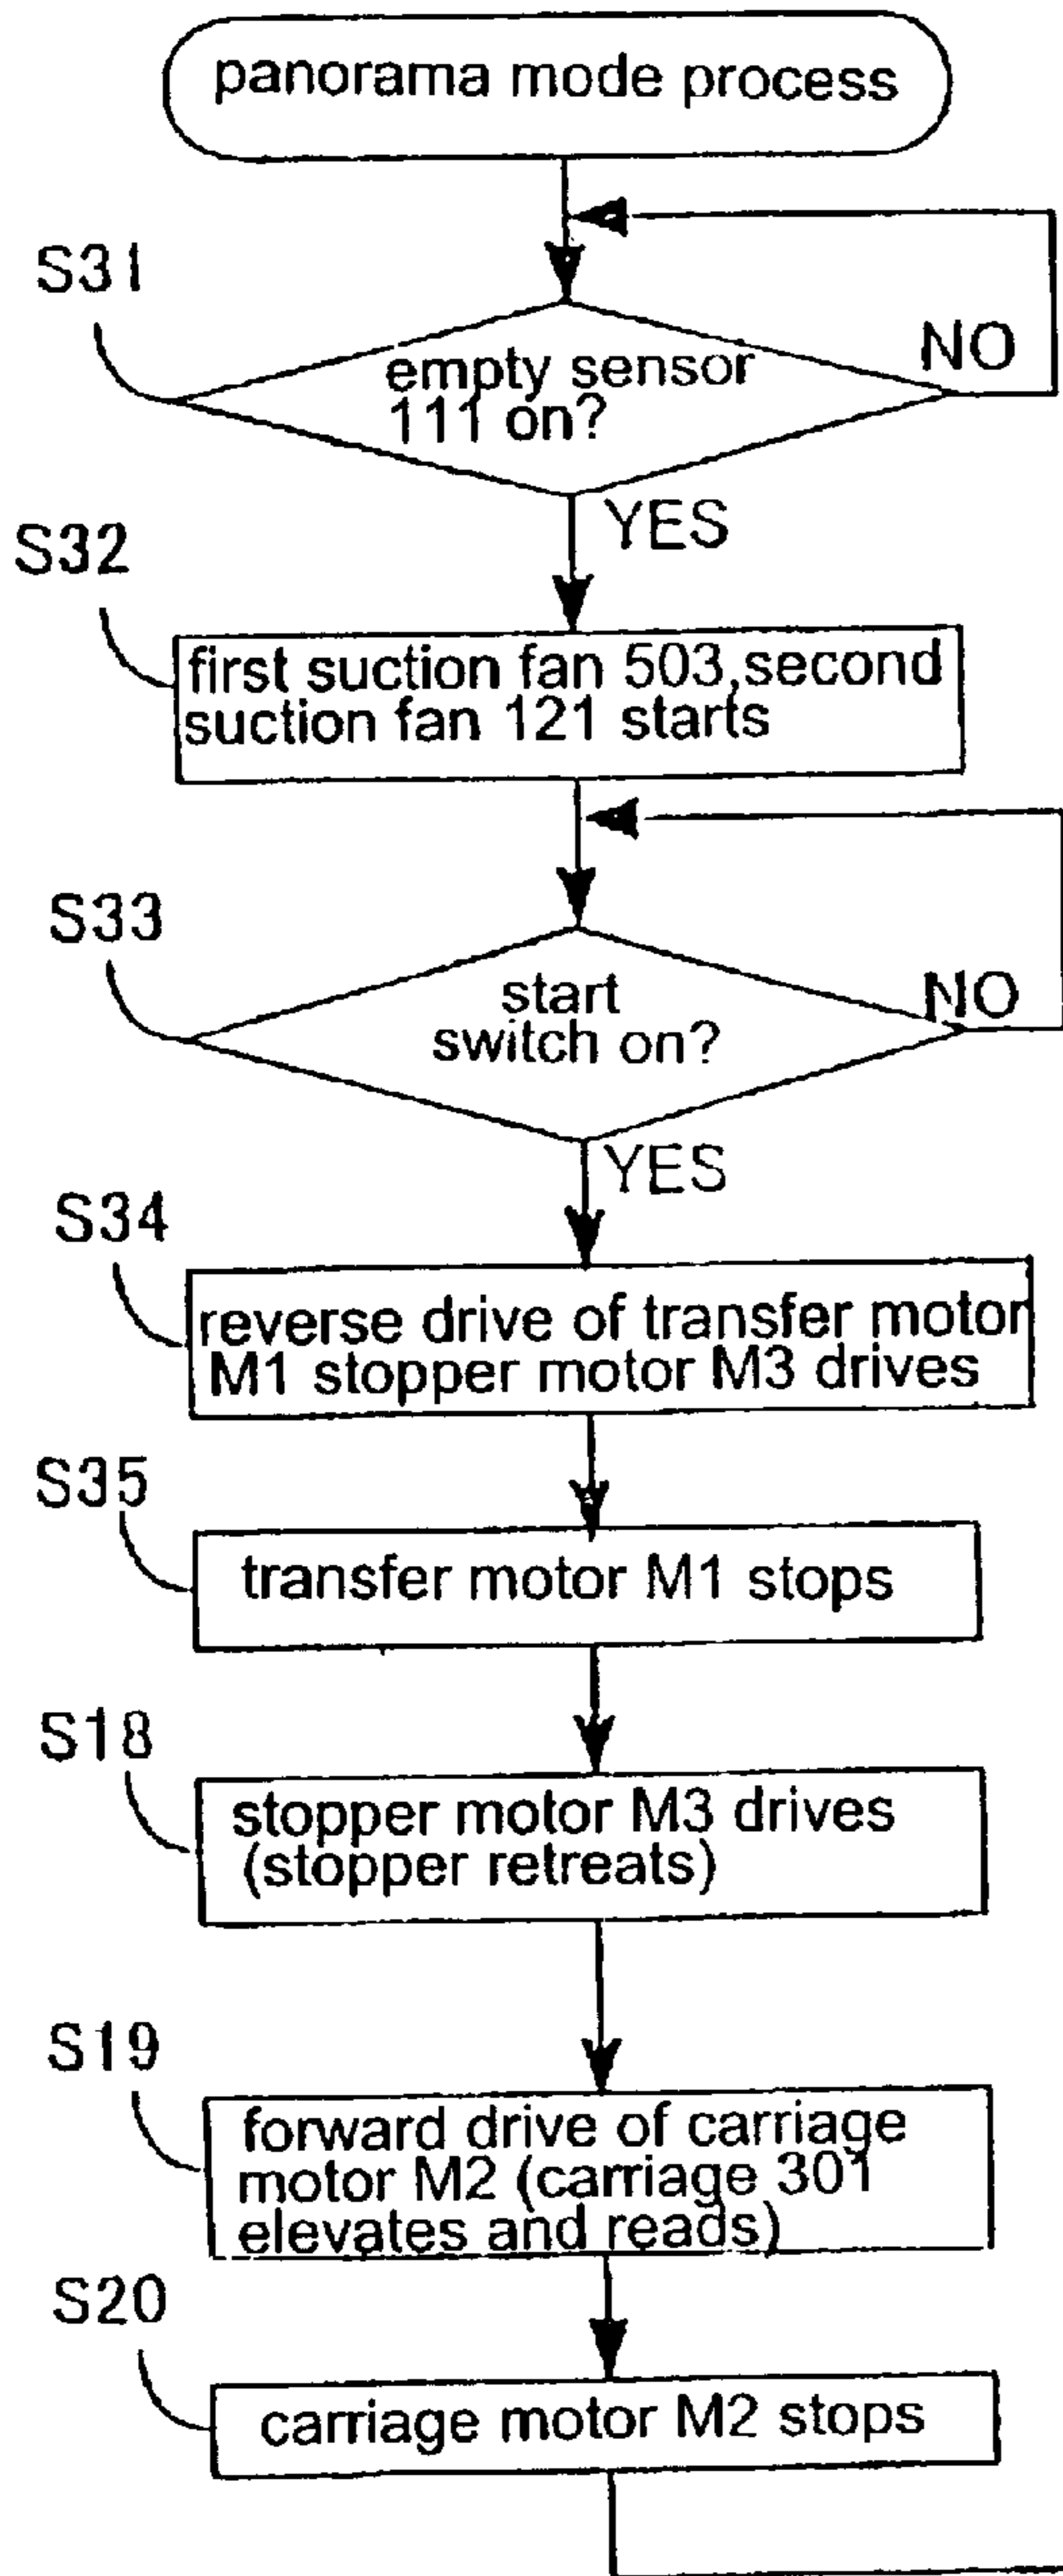 panorama mode process
S31
empty sensor
111 on?
NO
YES
S32
first suction fan 503,second
suction fan 121 starts
S33
start
switch on?
NO
YES
S34
reverse drive of transfer motor
M1 stopper motor M3 drives
S35
transfer motor M1 stops
S18
stopper motor M3 drives
(stopper retreats)
S19
forward drive of carriage
motor M2 (carriage 301
elevates and reads)
S20
carriage motor M2 stops